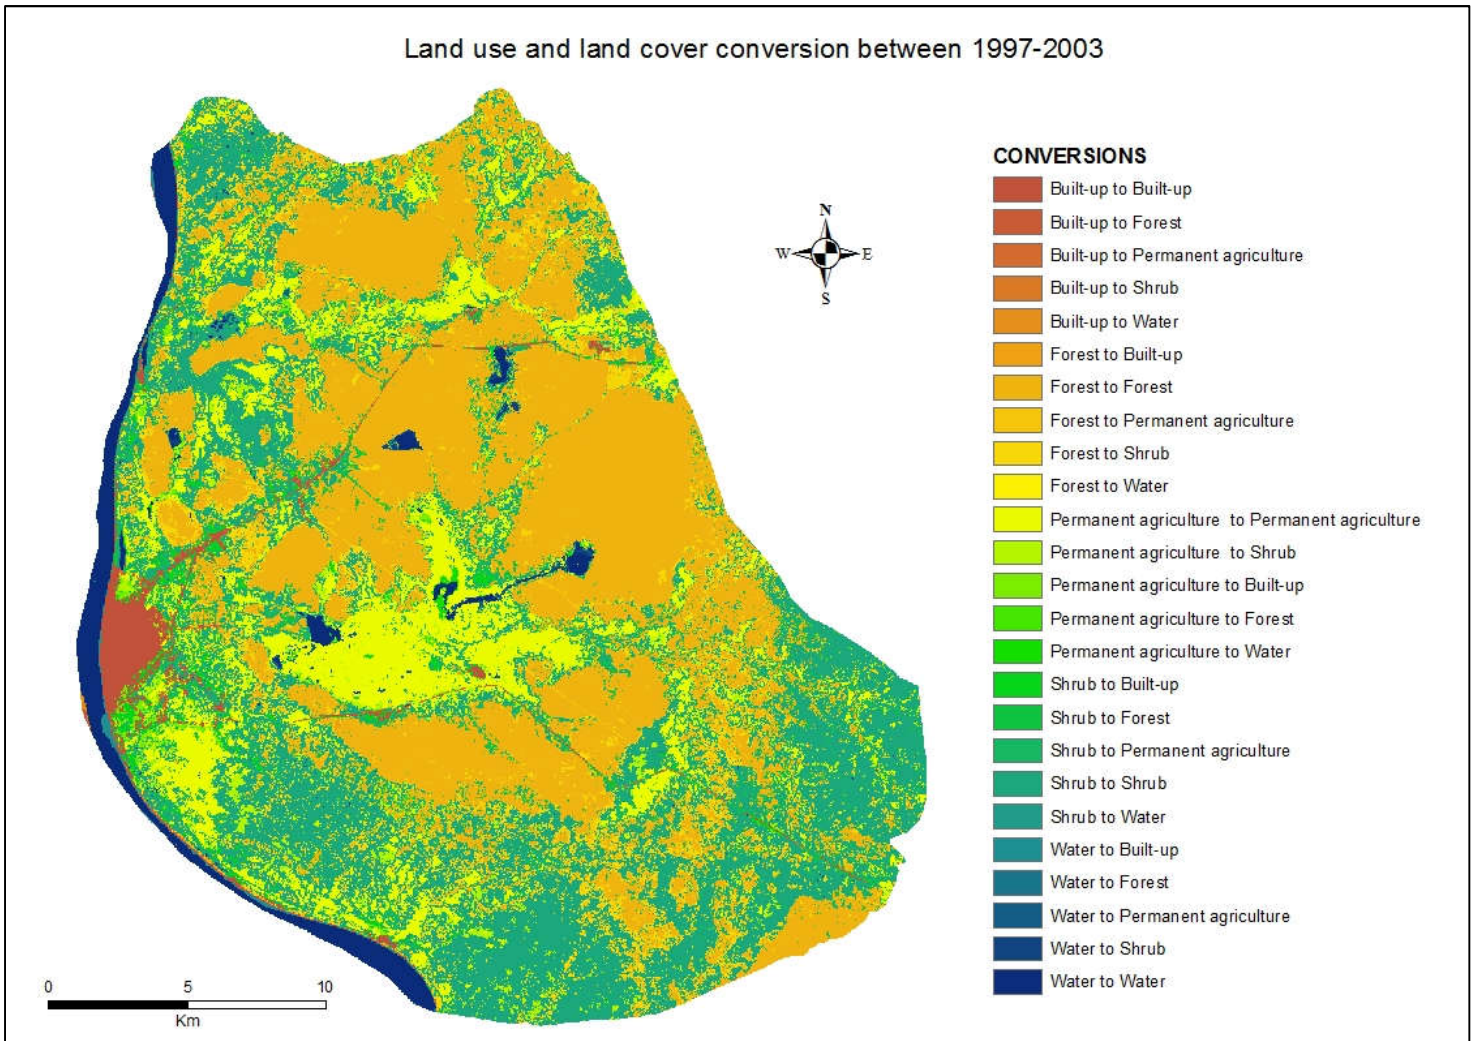 Land use and land cover conversion between 1997-2003
CONVERSIONS
Built-up to Built-up
Built-up to Forest
Built-up to Permanent agriculture
Built-up to Shrub
Built-up to Water
Forest to Built-up
Forest to Forest
Forest to Permanent agriculture
Forest to Shrub
Forest to Water
Permanent agriculture to Permanent agriculture
Permanent agriculture to Shrub
Permanent agriculture to Built-up
Permanent agriculture to Forest
Permanent agriculture to Water
Shrub to Built-up
Shrub to Forest
Shrub to Permanent agriculture
Shrub to Shrub
Shrub to Water
Water to Built-up
Water to Forest
Water to Permanent agriculture
Water to Shrub
Water to Water
N
W E
S
0 5 10
Km